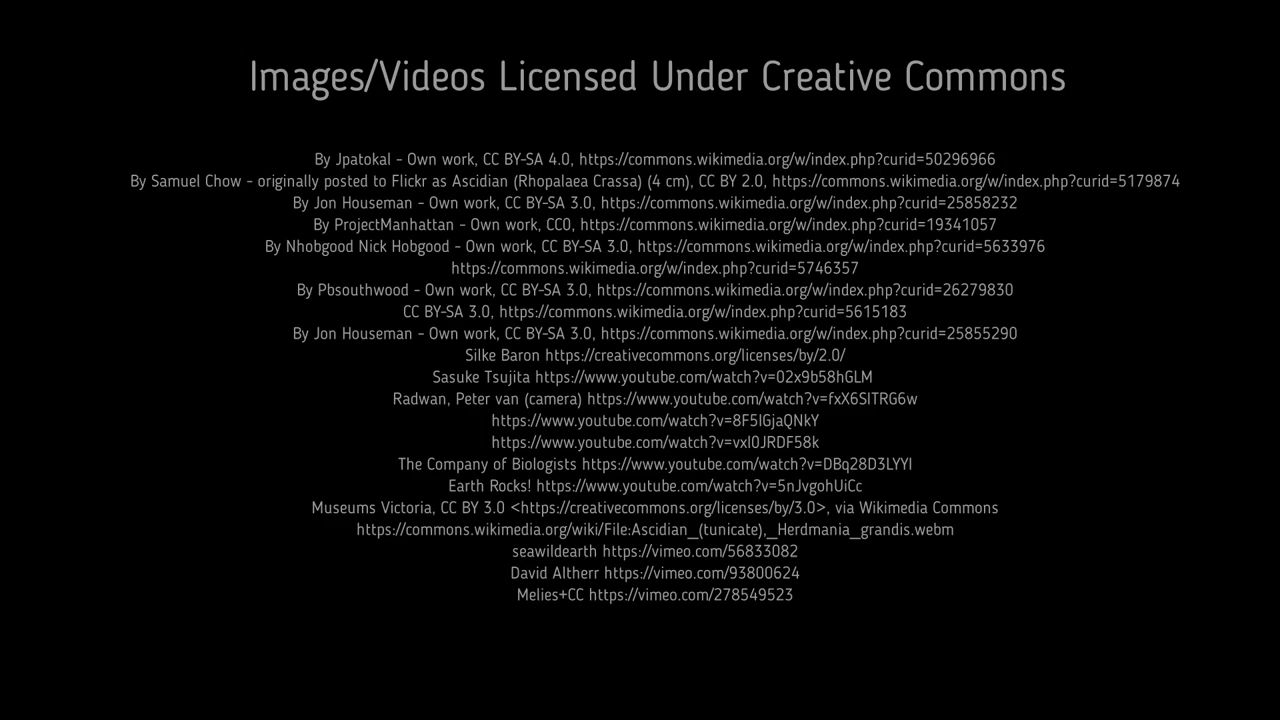 Images/Videos Licensed Under Creative Commons
By Jpatokal - Own work, CC BY-SA 4.0, https://commons.wikimedia.org/w/index.php?curid=50296966
By Samuel Chow - originally posted to Flickr as Ascidian (Rhopalaea Crassa) (4 cm), CC BY 2.0, https://commons.wikimedia.org/w/index.php?curid=5179874
By Jon Houseman - Own work, CC BY-SA 3.0, https://commons.wikimedia.org/w/index.php?curid=25858232
By ProjectManhattan - Own work, CC0, https://commons.wikimedia.org/w/index.php?curid=19341057
By Nhobgood Nick Hobgood - Own work, CC BY-SA 3.0, https://commons.wikimedia.org/w/index.php?curid=5633976
https://commons.wikimedia.org/w/index.php?curid=5746357
By Pbsouthwood - Own work, CC BY-SA 3.0, https://commons.wikimedia.org/w/index.php?curid=26279830
CC BY-SA 3.0, https://commons.wikimedia.org/w/index.php?curid=5615183
By Jon Houseman - Own work, CC BY-SA 3.0, https://commons.wikimedia.org/w/index.php?curid=25855290
Silke Baron https://creativecommons.org/licenses/by/2.0/
Sasuke Tsujita https://www.youtube.com/watch?v=02x9b58hGLM
Radwan, Peter van (camera) https://www.youtube.com/watch?v=fxX6SITRG6w
https://www.youtube.com/watch?v=8F5IGjaQNkY
https://www.youtube.com/watch?v=vxl0JRDF58k
The Company of Biologists https://www.youtube.com/watch?v=DBq28D3LYYI
Earth Rocks! https://www.youtube.com/watch?v=5nJvgohUiCc
Museums Victoria, CC BY 3.0 <https://creativecommons.org/licenses/by/3.0>, via Wikimedia Commons
https://commons.wikimedia.org/wiki/File:Ascidian_(tunicate),_Herdmania_grandis.webm
seawildearth https://vimeo.com/56833082
David Altherr https://vimeo.com/93800624
Melies+CC https://vimeo.com/278549523